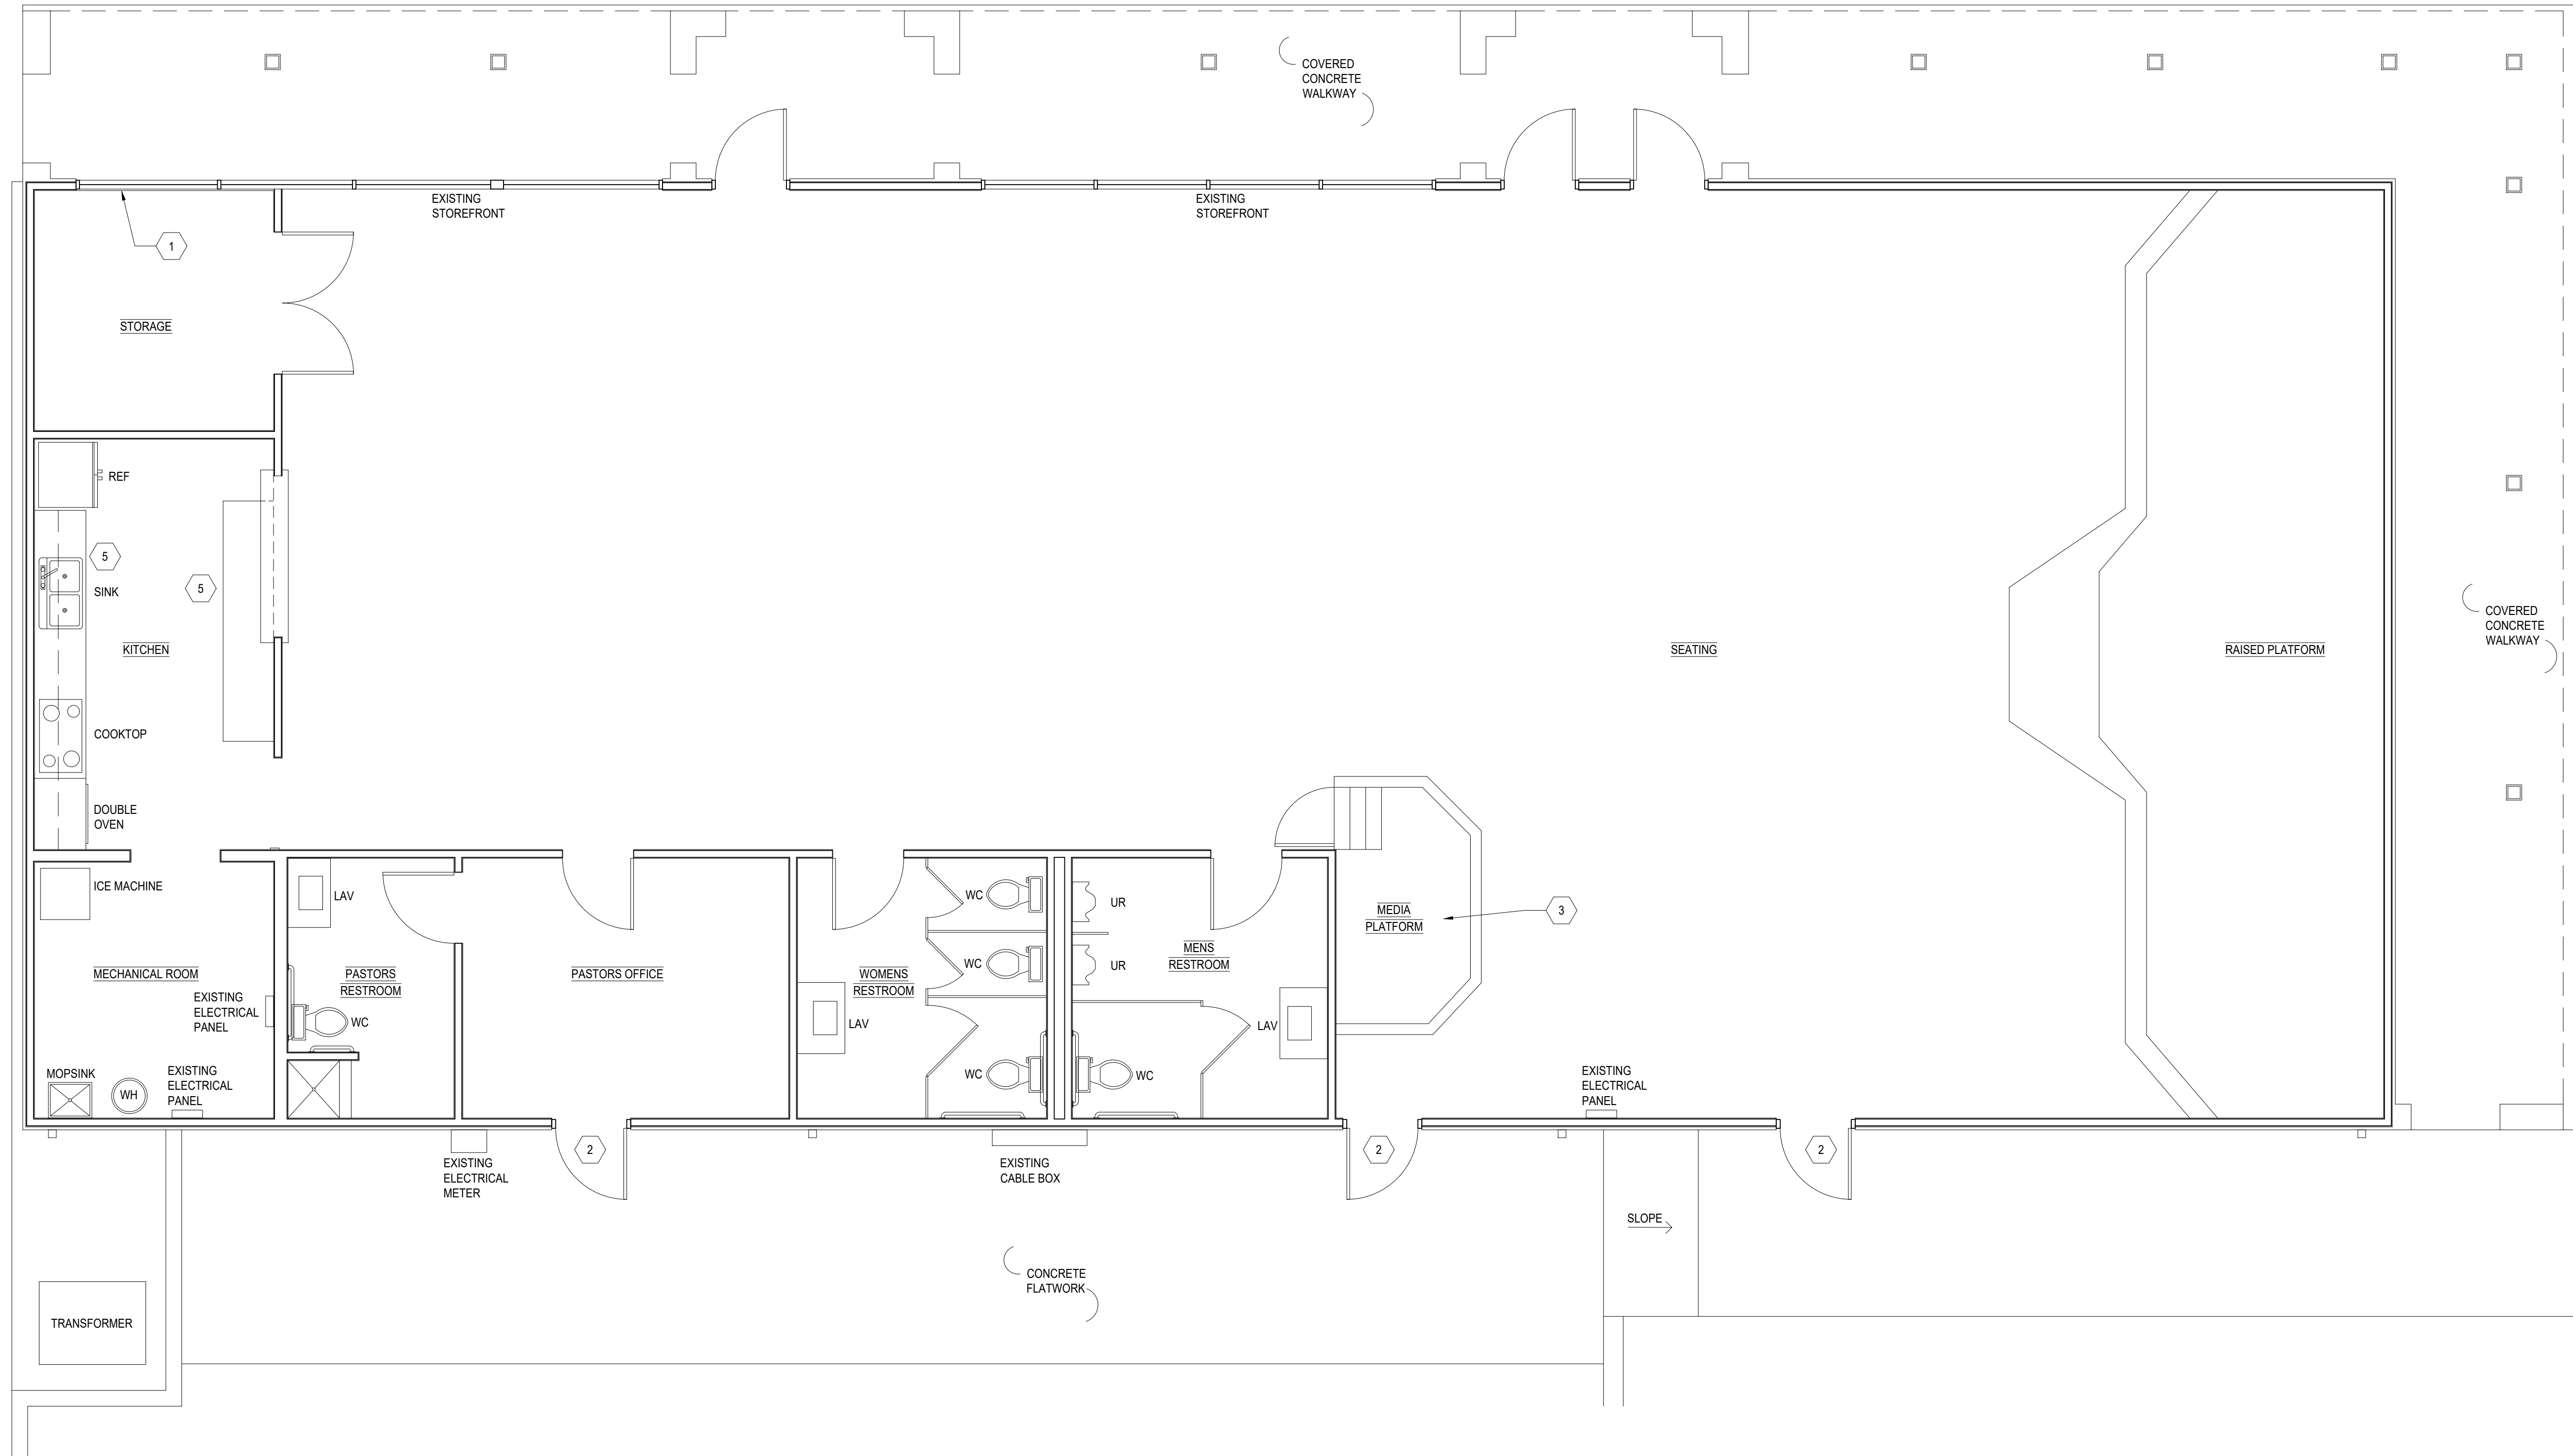 COVERED
CONCRETE
WALKWAY
EXISTING
STOREFRONT
EXISTING
STOREFRONT
1
STORAGE
REF
5
SINK
5
KITCHEN
COOKTOP
DOUBLE
OVEN
SEATING
RAISED PLATFORM
COVERED
CONCRETE
WALKWAY
ICE MACHINE
MECHANICAL ROOM
EXISTING
ELECTRICAL
PANEL
MOPSINK
WH
EXISTING
ELECTRICAL
PANEL
LAV
PASTORS
RESTROOM
WC
PASTORS OFFICE
WOMENS
RESTROOM
LAV
WC
WC
WC
UR
UR
MENS
RESTROOM
LAV
WC
MEDIA
PLATFORM
3
EXISTING
ELECTRICAL
PANEL
EXISTING
ELECTRICAL
METER
2
EXISTING
CABLE BOX
2
2
SLOPE
CONCRETE
FLATWORK
TRANSFORMER